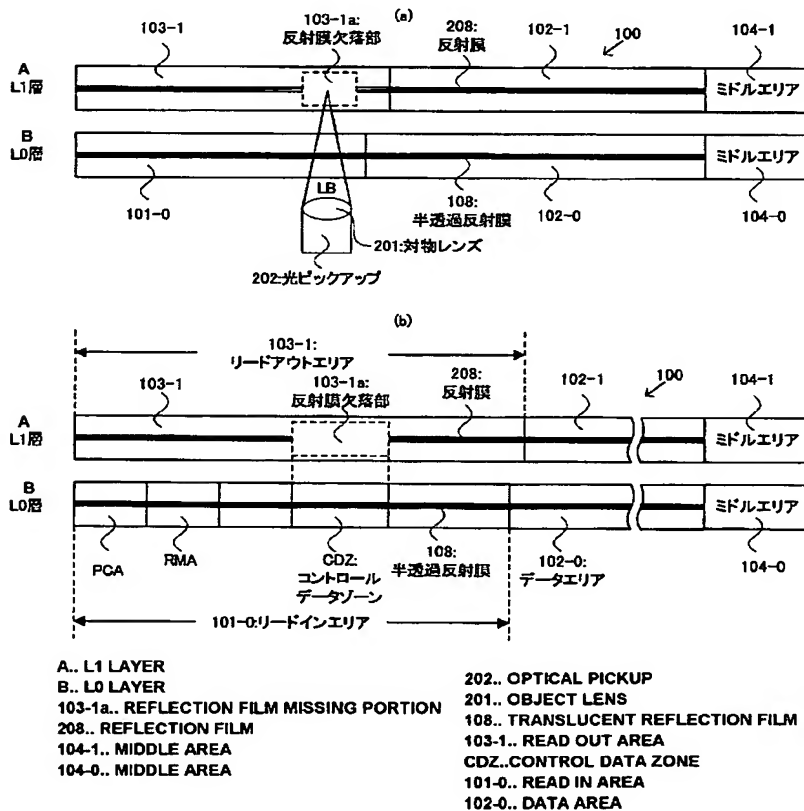 (a)
103-1
103-1a:
反射膜欠落部
208:
反射膜
102-1
100
104-1
A
L1層
ミドルエリア
B
L0層
ミドルエリア
101-0
LB
108:
半透過反射膜
102-0
104-0
201:対物レンズ
202:光ピックアップ
(b)
103-1:
リードアウトエリア
103-1
103-1a:
反射膜欠落部
208:
反射膜
102-1
100
104-1
A
L1層
ミドルエリア
B
L0層
ミドルエリア
PCA
RMA
CDZ:
コントロール
データゾーン
108:
半透過反射膜
102-0:
データエリア
104-0
101-0:リードインエリア
A.. L1 LAYER
B.. L0 LAYER
103-1a.. REFLECTION FILM MISSING PORTION
208.. REFLECTION FILM
104-1.. MIDDLE AREA
104-0.. MIDDLE AREA
202.. OPTICAL PICKUP
201.. OBJECT LENS
108.. TRANSLUCENT REFLECTION FILM
103-1.. READ OUT AREA
CDZ..CONTROL DATA ZONE
101-0.. READ IN AREA
102-0.. DATA AREA